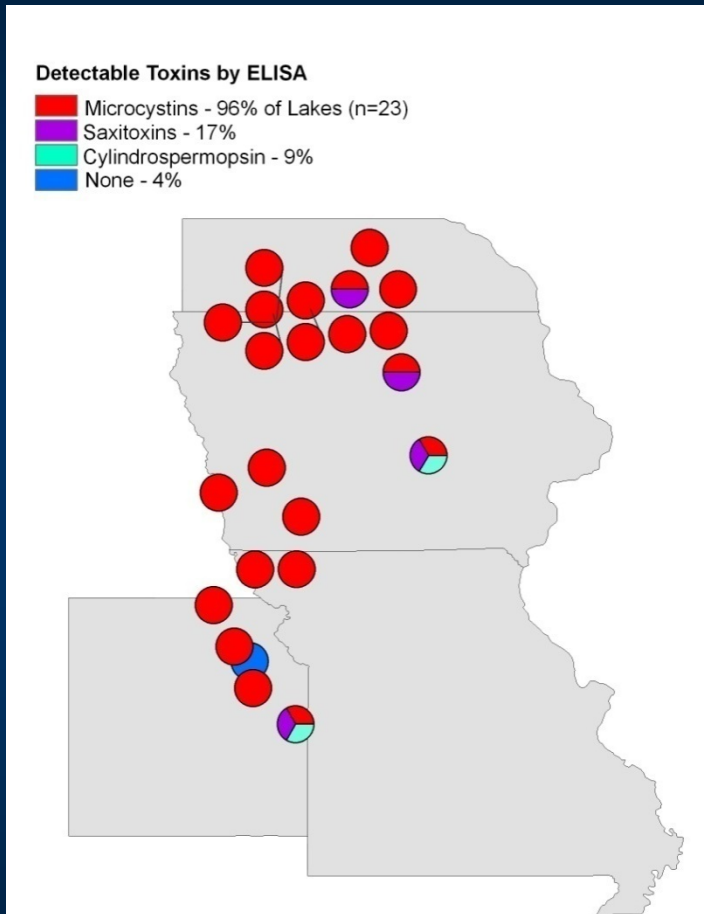 Detectable Toxins by ELISA
Microcystins - 96% of Lakes (n=23)
Saxitoxins - 17%
Cylindrospermopsin - 9%
None - 4%